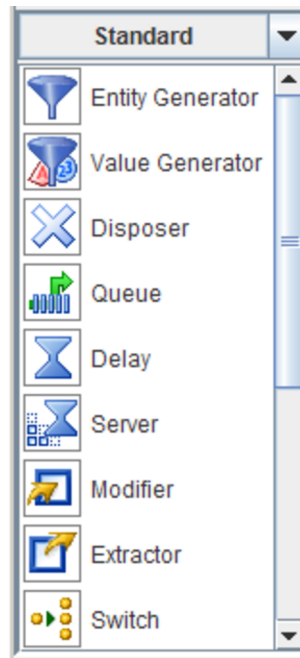 Standard
Entity Generator
Value Generator
Disposer
Queue
Delay
Server
Modifier
Extractor
Switch